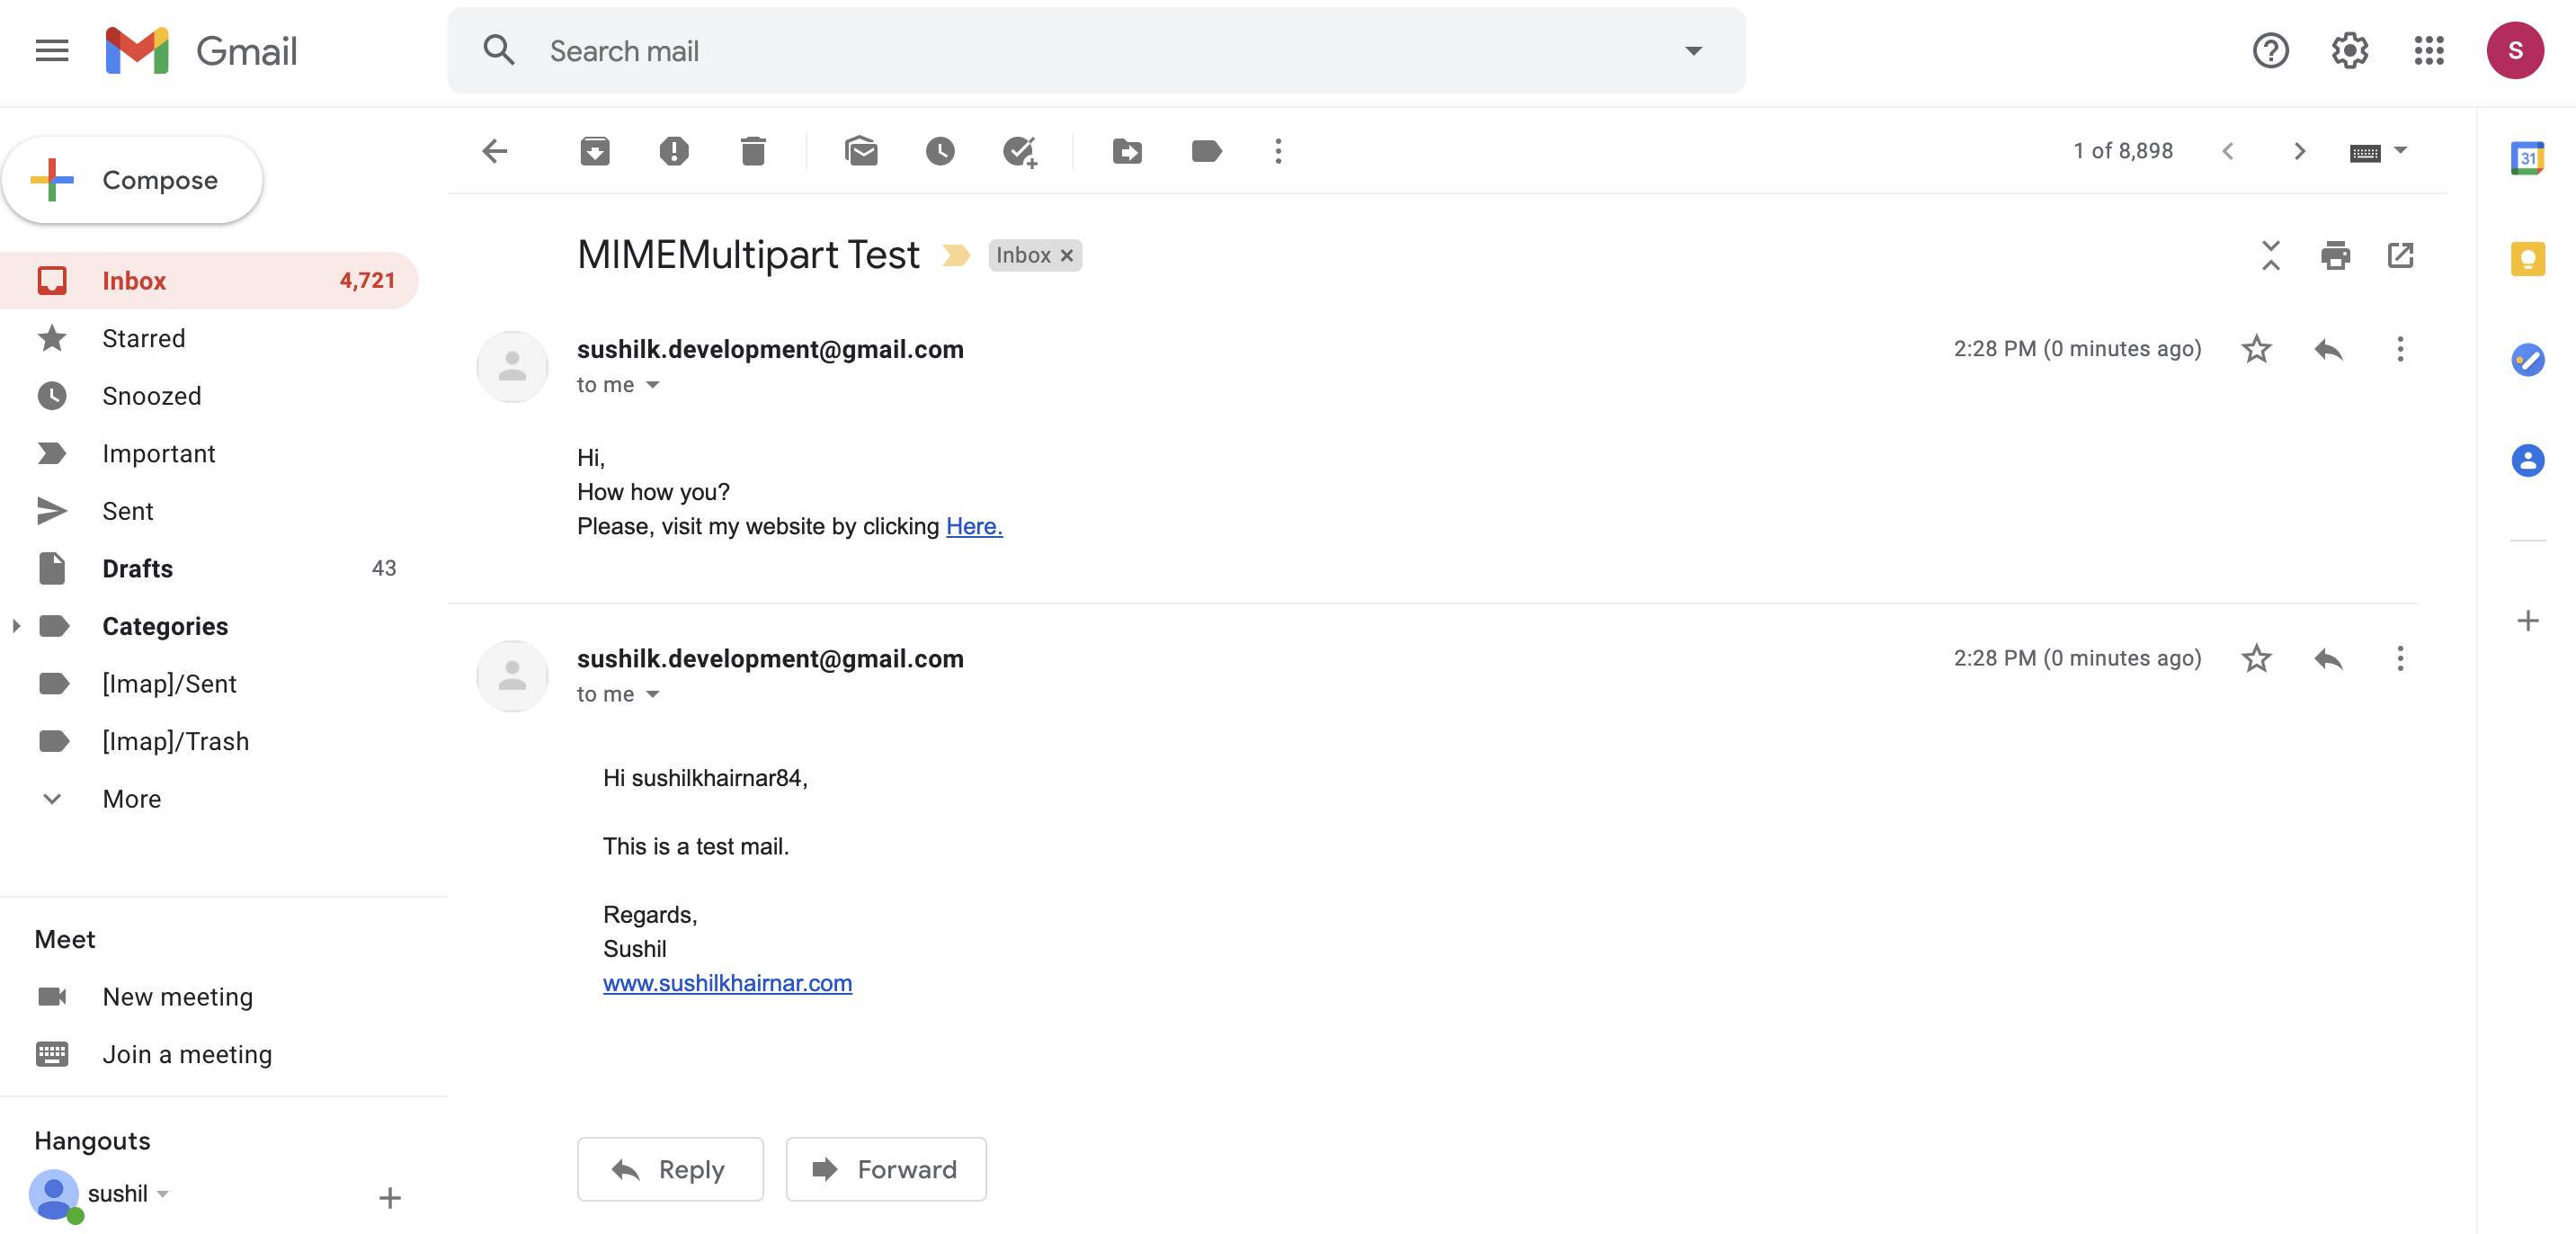 Gmail
Search mail
S
Compose
1 of 8,898
31
MIMEMultipart Test
Inbox ×
Inbox 4,721
Starred
Snoozed
Important
Sent
Drafts 43
Categories
[Imap]/Sent
[Imap]/Trash
More
sushilk.development@gmail.com
2:28 PM (0 minutes ago)
to me
Hi,
How how you?
Please, visit my website by clicking Here.
sushilk.development@gmail.com
2:28 PM (0 minutes ago)
to me
Hi sushilkhairnar84,
This is a test mail.
Regards,
Sushil
www.sushilkhairnar.com
Reply
Forward
Meet
New meeting
Join a meeting
Hangouts
sushil